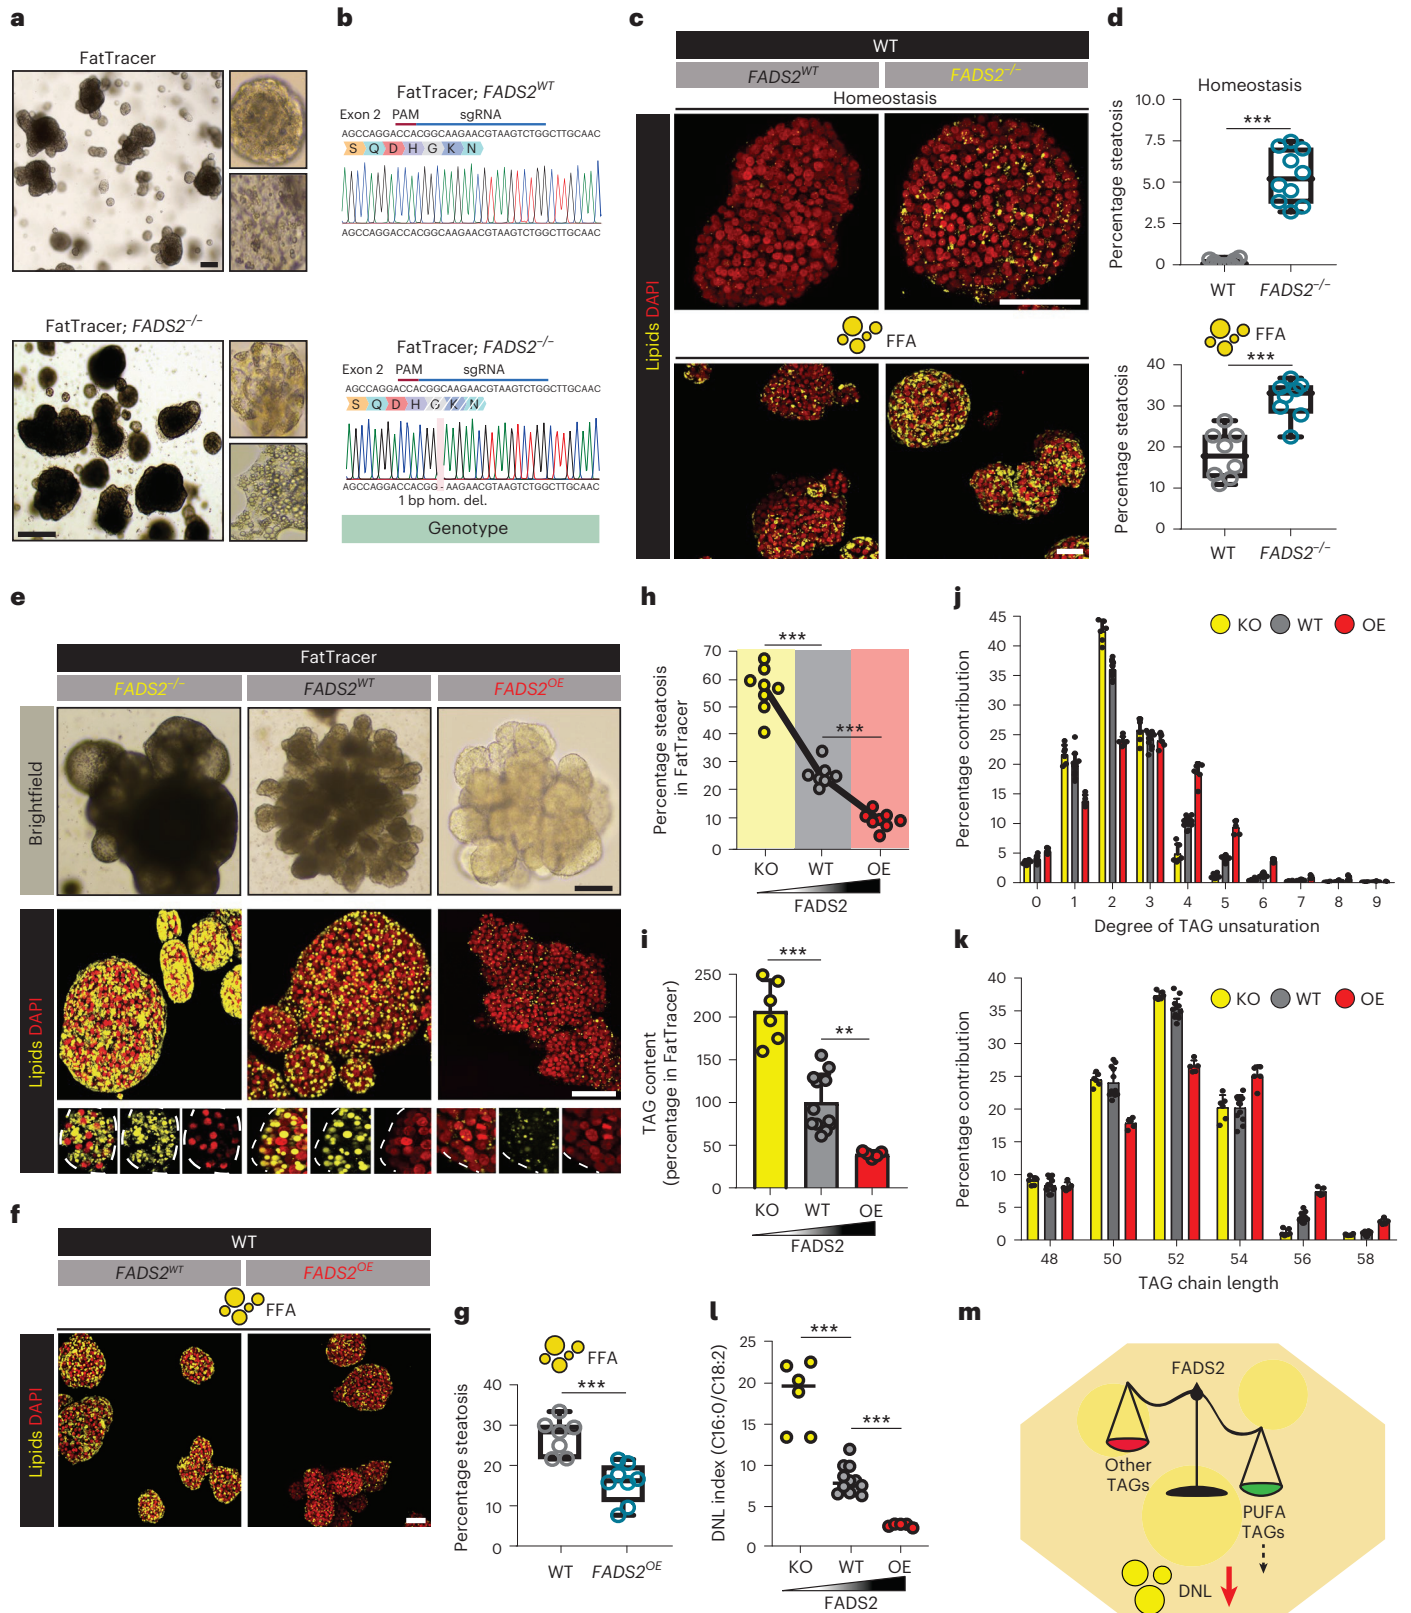 a
FatTracer
FatTracer; FADS2−/−
b
FatTracer; FADS2WT
Exon 2 PAM sgRNA
AGCCAGGACCACGGCAAGAACGTAAGTCTGGCTTGCAAC
S Q D H G K N
AGCCAGGACCACGGCAAGAACGTAAGTCTGGCTTGCAAC
FatTracer; FADS2−/−
Exon 2 PAM sgRNA
AGCCAGGACCACGGCAAGAACGTAAGTCTGGCTTGCAAC
S Q D H G K N
AGCCAGGACCACGG-AAGAACGTAAGTCTGGCTTGCAAC
1 bp hom. del.
Genotype
c
WT
FADS2WT FADS2−/−
Homeostasis
Lipids DAPI
FFA
d
Homeostasis
Percentage steatosis
10.0
7.5
5.0
2.5
0
***
WT FADS2−/−
FFA
Percentage steatosis
40
30
20
10
0
***
WT FADS2−/−
e
FatTracer
FADS2−/− FADS2WT FADS2OE
Brightfield
Lipids DAPI
f
WT
FADS2WT FADS2OE
FFA
Lipids DAPI
g
FFA
Percentage steatosis
40
30
20
10
0
***
WT FADS2OE
h
Percentage steatosis
in FatTracer
70
60
50
40
30
20
10
0
***
***
KO WT OE
FADS2
i
TAG content
(percentage in FatTracer)
250
200
150
100
50
0
***
**
KO WT OE
FADS2
j
Percentage contribution
45
40
35
30
25
20
15
10
5
0
KO WT OE
0 1 2 3 4 5 6 7 8 9
Degree of TAG unsaturation
k
Percentage contribution
40
35
30
25
20
15
10
5
0
KO WT OE
48 50 52 54 56 58
TAG chain length
l
DNL index (C16:0/C18:2)
25
20
15
10
5
0
***
***
KO WT OE
FADS2
m
FADS2
Other
TAGs
PUFA
TAGs
DNL